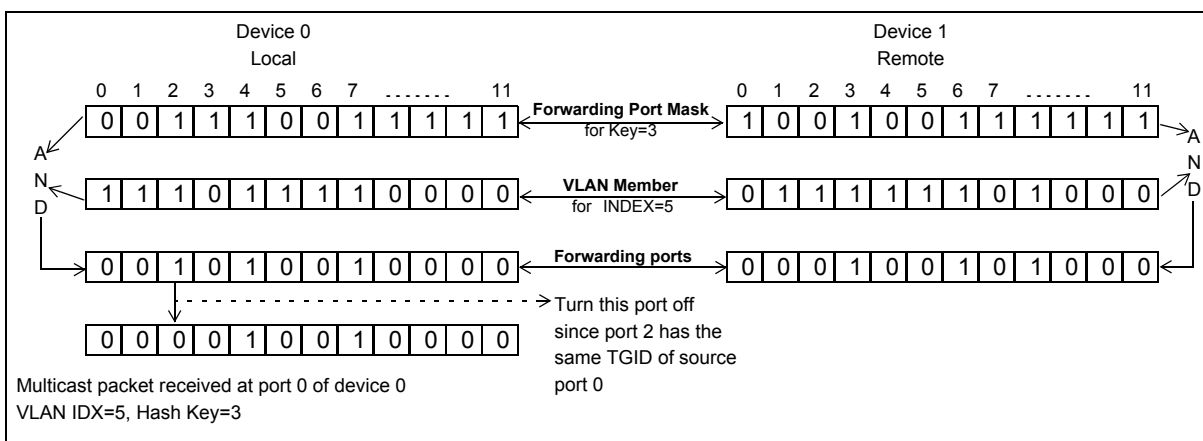 Device 0
Local
Device 1
Remote
0 1 2 3 4 5 6 7 ....... 11
0 1 2 3 4 5 6 7 ....... 11
0 0 1 1 1 0 0 1 1 1 1 1
Forwarding Port Mask
for Key=3
1 0 0 1 0 0 1 1 1 1 1 1
A
N
D
A
N
D
1 1 1 0 1 1 1 1 0 0 0 0
VLAN Member
for INDEX=5
0 1 1 1 1 1 1 0 1 0 0 0
0 0 1 0 1 0 0 1 0 0 0 0
Forwarding ports
0 0 0 1 0 0 1 0 1 0 0 0
Turn this port off
since port 2 has the
same TGID of source
port 0
0 0 0 0 1 0 0 1 0 0 0 0
Multicast packet received at port 0 of device 0
VLAN IDX=5, Hash Key=3